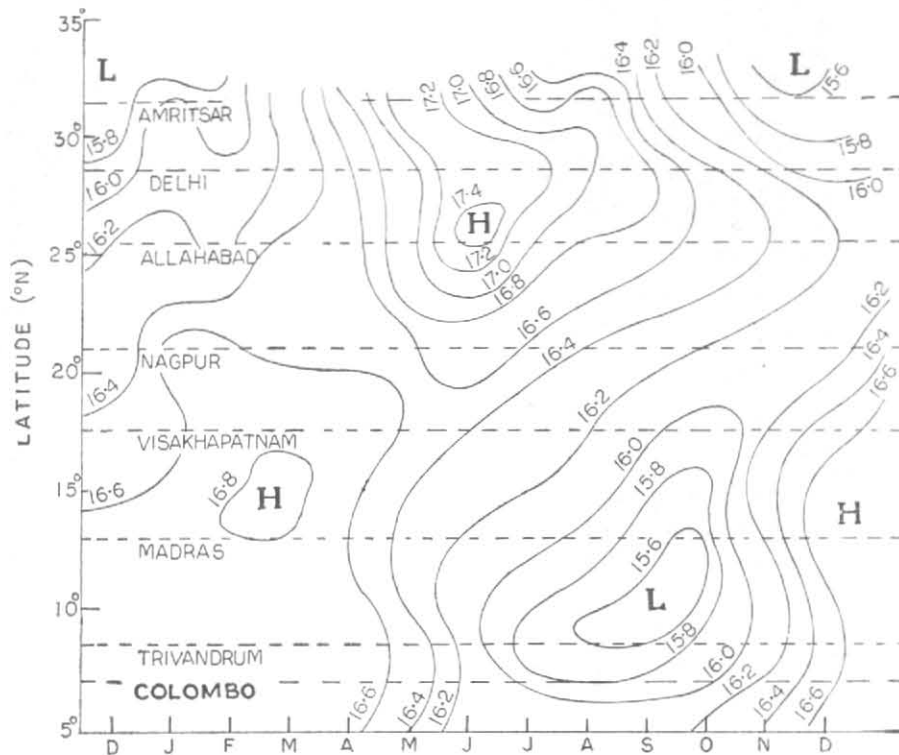 35°
L
L
17.2
17.0
16.8
16.6
16.4
16.2
16.0
15.6
AMRITSAR
30°
15.8
15.8
DELHI
16.0
16.0
17.4
H
16.2
ALLAHABAD
25°
17.2
17.0
16.8
16.2
16.6
16.4
NAGPUR
16.4
20°
16.6
16.4
16.2
VISAKHAPATNAM
16.0
16.8
15.8
15°
16.6
H
H
MADRAS
15.6
10°
L
15.8
TRIVANDRUM
16.0
COLOMBO
16.2
16.6
16.4
16.2
16.4
16.6
5°
D J F M A M J J A S O N D
LATITUDE (°N)